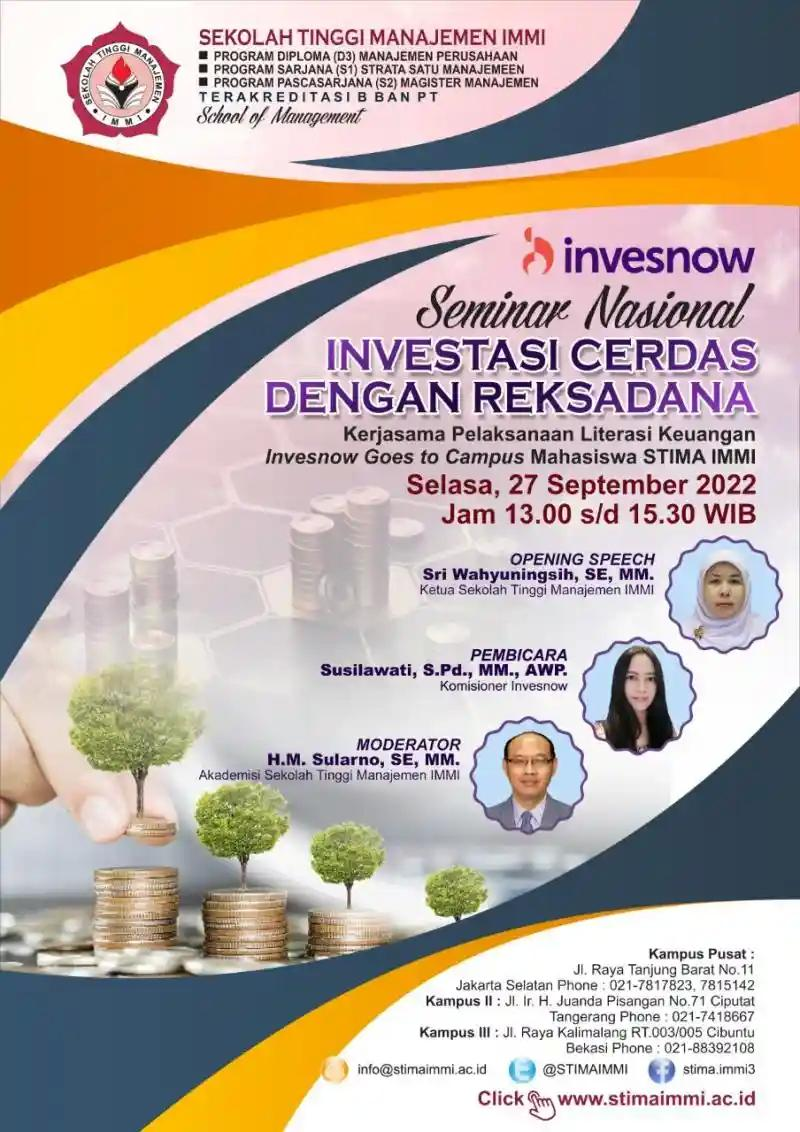 SEKOLAH TINGGI MANAJEMEN IMMI
SEKOLAH TINGGI MANAJEMEN IMMI
■ PROGRAM DIPLOMA (D3) MANAJEMEN PERUSAHAAN
■ PROGRAM SARJANA (S1) STRATA SATU MANAJEMEEN
■ PROGRAM PASCASARJANA (S2) MAGISTER MANAJEMEN
TERAKREDITASI B BAN PT
School of Management
invesnow
Seminar Nasional
INVESTASI CERDAS
DENGAN REKSADANA
Kerjasama Pelaksanaan Literasi Keuangan
Invesnow Goes to Campus Mahasiswa STIMA IMMI
Selasa, 27 September 2022
Jam 13.00 s/d 15.30 WIB
OPENING SPEECH
Sri Wahyuningsih, SE, MM.
Ketua Sekolah Tinggi Manajemen IMMI
PEMBICARA
Susilawati, S.Pd., MM., AWP.
Komisioner Invesnow
MODERATOR
H.M. Sularno, SE, MM.
Akademisi Sekolah Tinggi Manajemen IMMI
Kampus Pusat :
Jl. Raya Tanjung Barat No.11
Jakarta Selatan Phone : 021-7817823, 7815142
Kampus II : Jl. Ir. H. Juanda Pisangan No.71 Ciputat
Tangerang Phone : 021-7418667
Kampus III : Jl. Raya Kalimalang RT.003/005 Cibuntu
Bekasi Phone : 021-88392108
info@stimaimmi.ac.id @STIMAIMMI stima.immi3
Click www.stimaimmi.ac.id